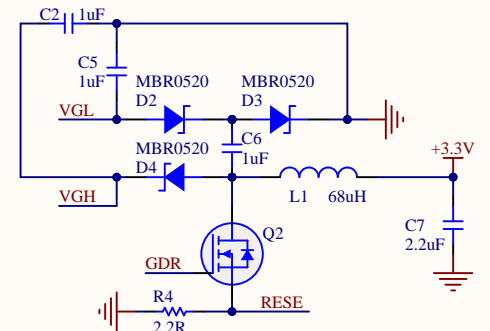 C2 1uF
C5
1uF
MBR0520
D2
MBR0520
D3
VGL
C6
1uF
MBR0520
D4
+3.3V
VGH
L1 68uH
C7
2.2uF
Q2
GDR
R4
RESE
2.2R